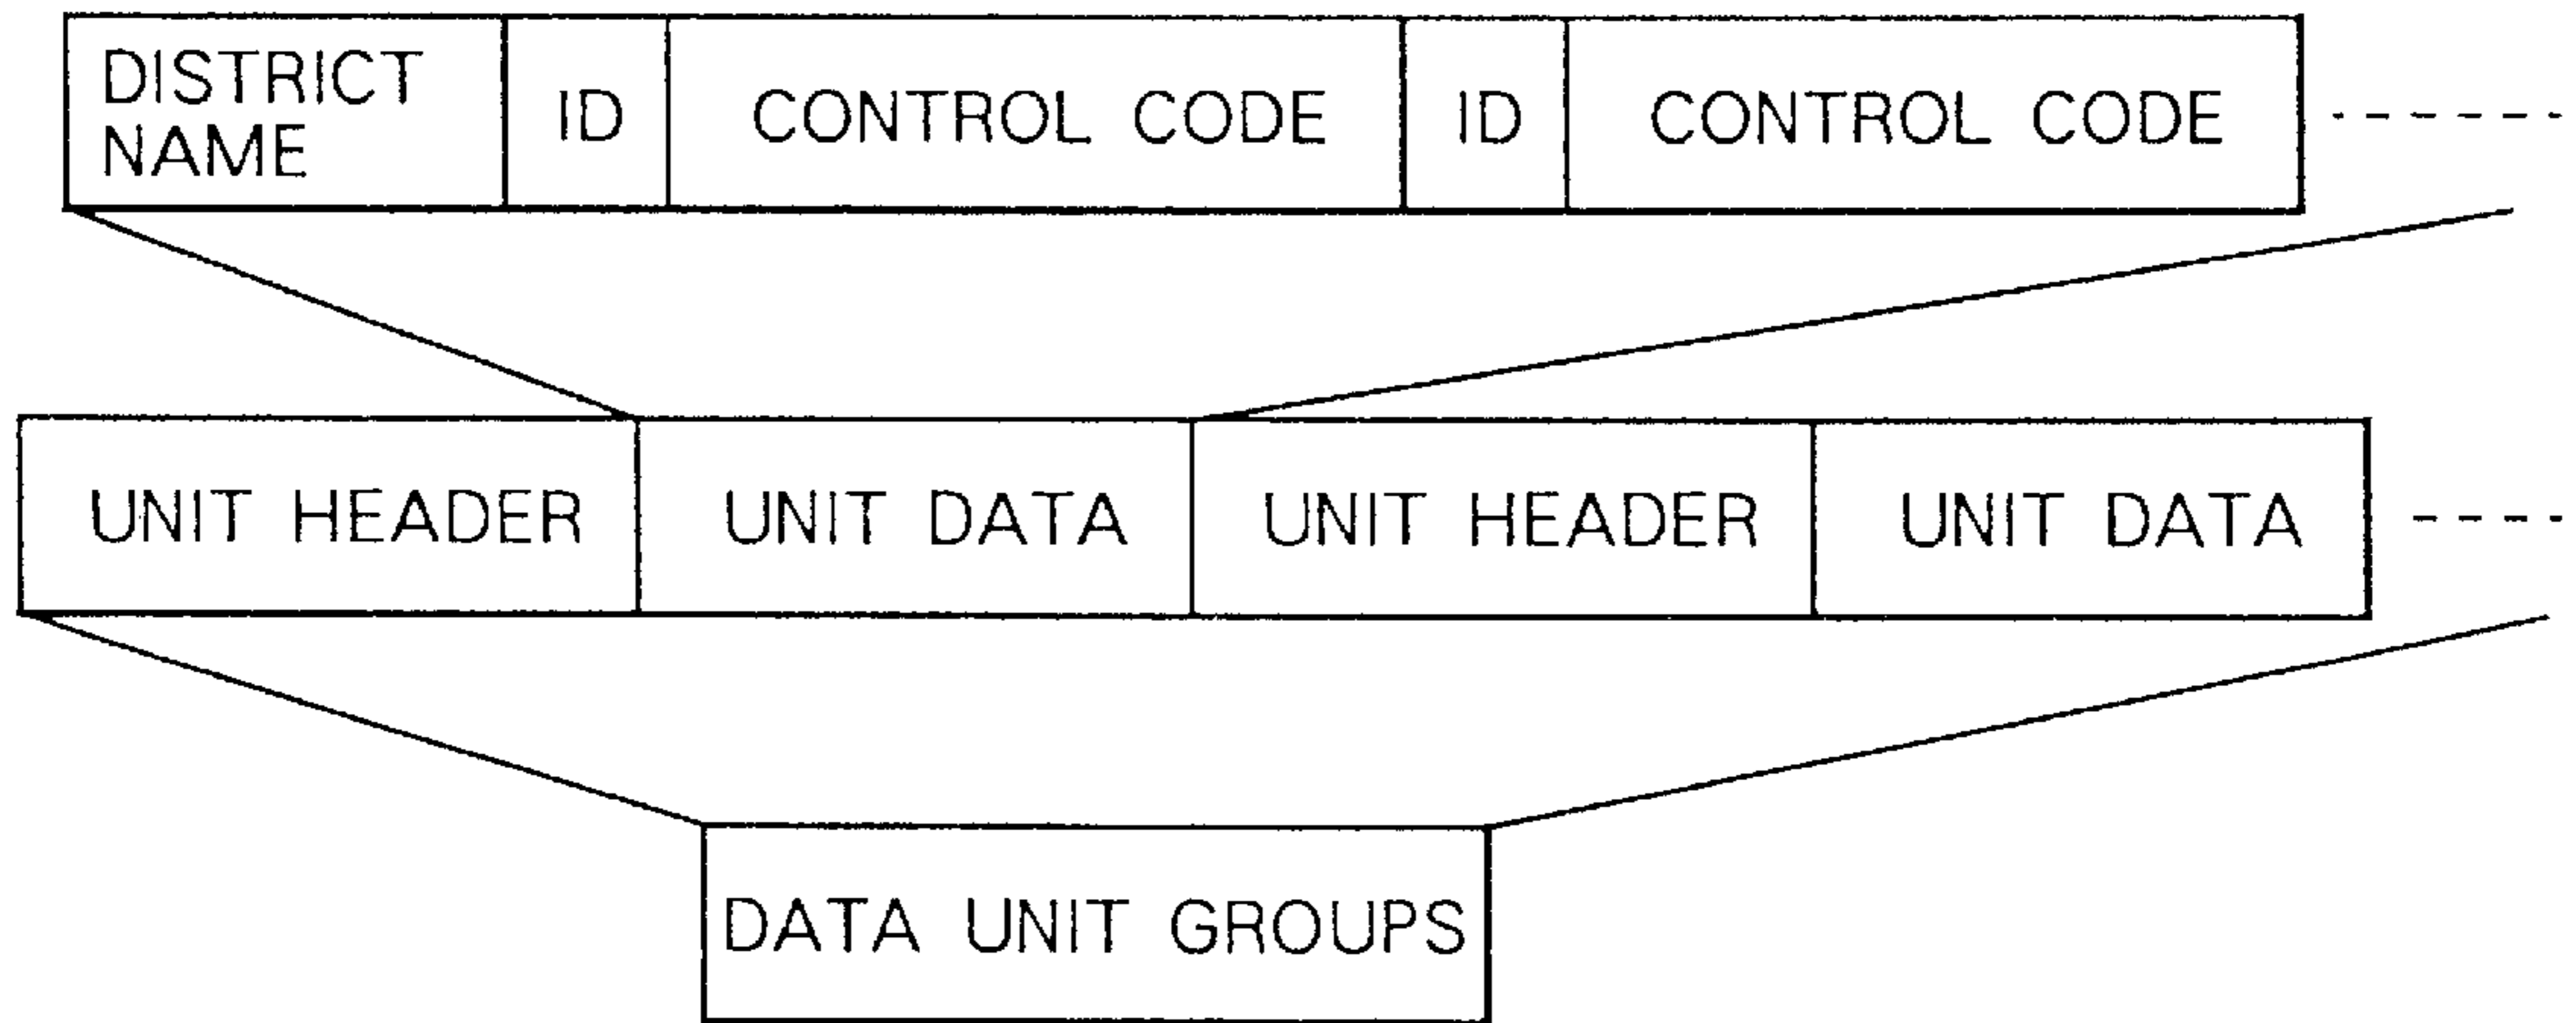 DISTRICT
NAME
ID
CONTROL CODE
ID
CONTROL CODE
UNIT HEADER
UNIT DATA
UNIT HEADER
UNIT DATA
DATA UNIT GROUPS